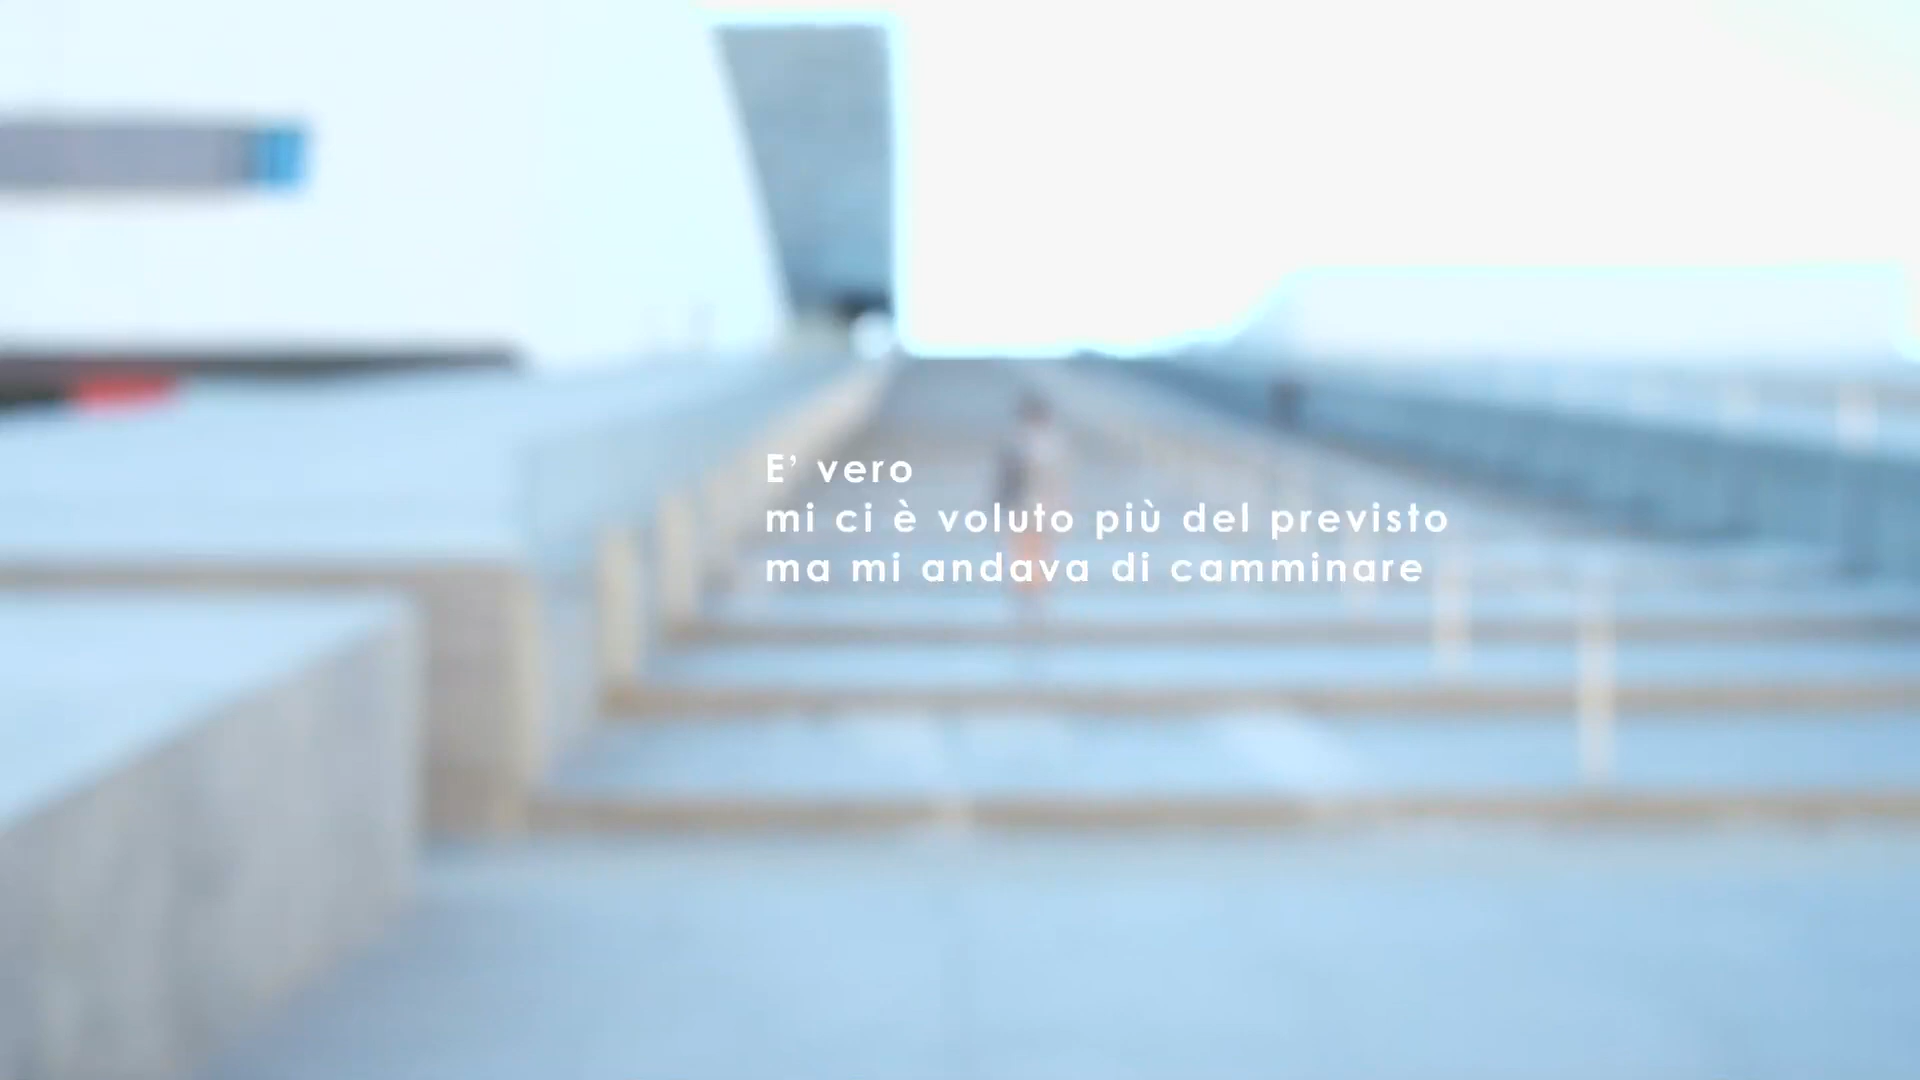 E’ vero
mi ci è voluto più del previsto
ma mi andava di camminare